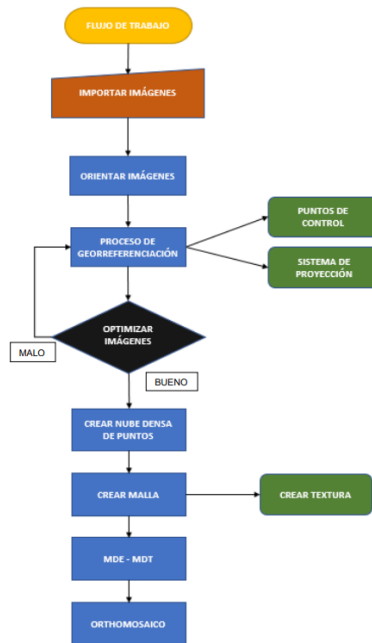 FLUJO DE TRABAJO
IMPORTAR IMÁGENES
ORIENTAR IMÁGENES
PROCESO DE
GEORREFERENCIACIÓN
PUNTOS DE
CONTROL
SISTEMA DE
PROYECCIÓN
OPTIMIZAR
IMÁGENES
MALO
BUENO
CREAR NUBE DENSA
DE PUNTOS
CREAR MALLA
CREAR TEXTURA
MDE - MDT
ORTHOMOSAICO